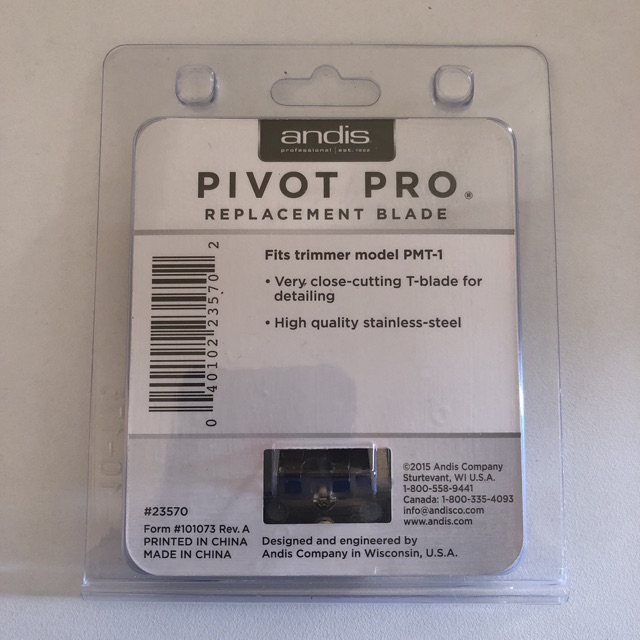 andis
professional | est. 1922
PIVOT PRO®
REPLACEMENT BLADE
Fits trimmer model PMT-1
• Very close-cutting T-blade for
detailing
• High quality stainless-steel
0 40102 23570 2
#23570
Form #101073 Rev. A
PRINTED IN CHINA
MADE IN CHINA
Designed and engineered by
Andis Company in Wisconsin, U.S.A.
©2015 Andis Company
Sturtevant, WI U.S.A.
1-800-558-9441
Canada: 1-800-335-4093
info@andisco.com
www.andis.com